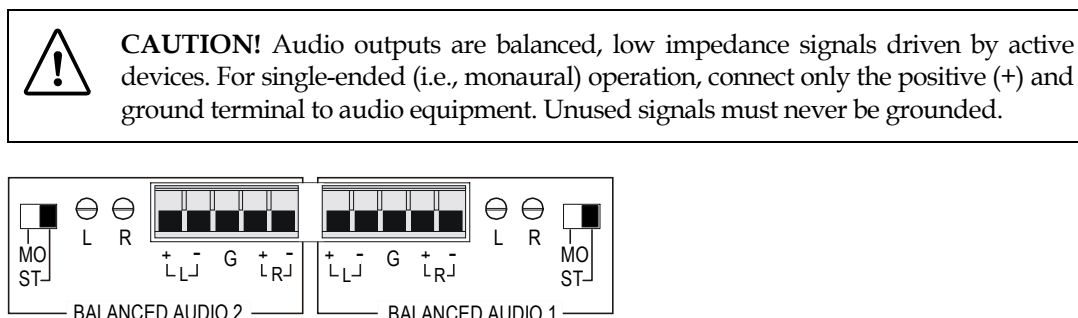 CAUTION! Audio outputs are balanced, low impedance signals driven by active
devices. For single-ended (i.e., monaural) operation, connect only the positive (+) and
ground terminal to audio equipment. Unused signals must never be grounded.
L R L R
MO + - G + - + - G + - MO
ST L R L R ST
BALANCED AUDIO 2 BALANCED AUDIO 1